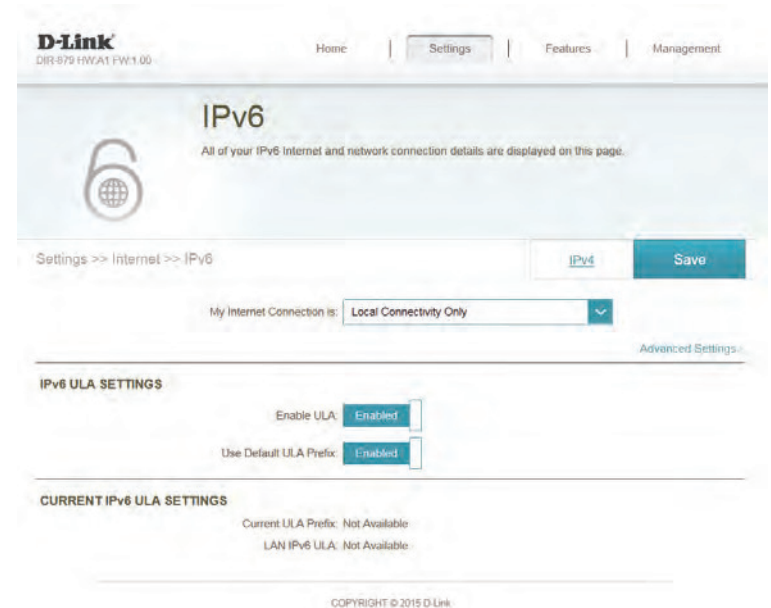 D-Link
DIR-879 HW:A1 FW:1.00
Home | Settings | Features | Management
IPv6
All of your IPv6 Internet and network connection details are displayed on this page.
Settings >> Internet >> IPv6
IPv4
Save
My Internet Connection is: Local Connectivity Only
Advanced Settings
IPv6 ULA SETTINGS
Enable ULA: Enabled
Use Default ULA Prefix: Enabled
CURRENT IPv6 ULA SETTINGS
Current ULA Prefix: Not Available
LAN IPv6 ULA: Not Available
COPYRIGHT © 2015 D-Link